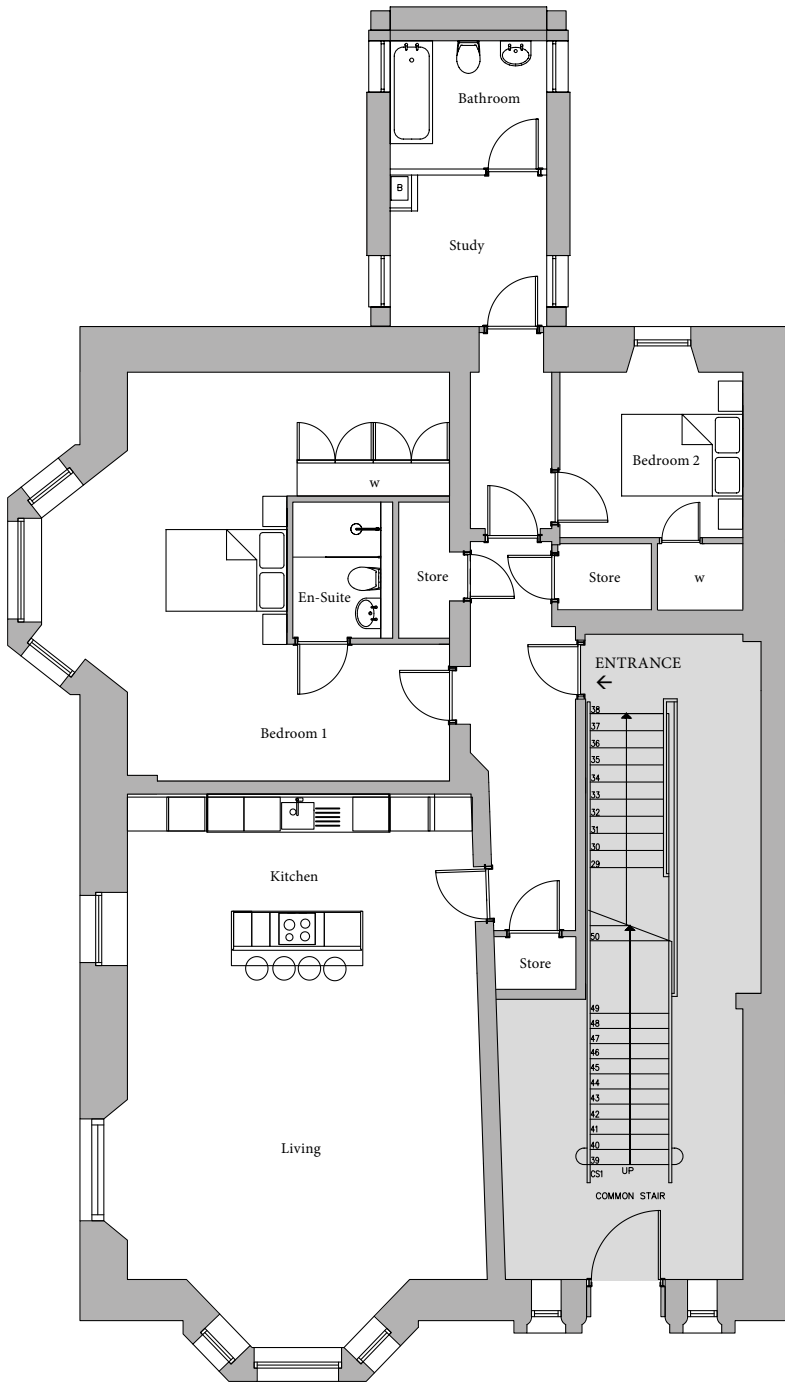 Bathroom
B
Study
Bedroom 2
w
En-Suite
Store
Store
w
ENTRANCE
←
Bedroom 1
38
37
36
35
34
33
32
31
30
29
Kitchen
50
Store
49
48
47
46
45
44
43
42
41
40
39
CS1
UP
Living
COMMON STAIR